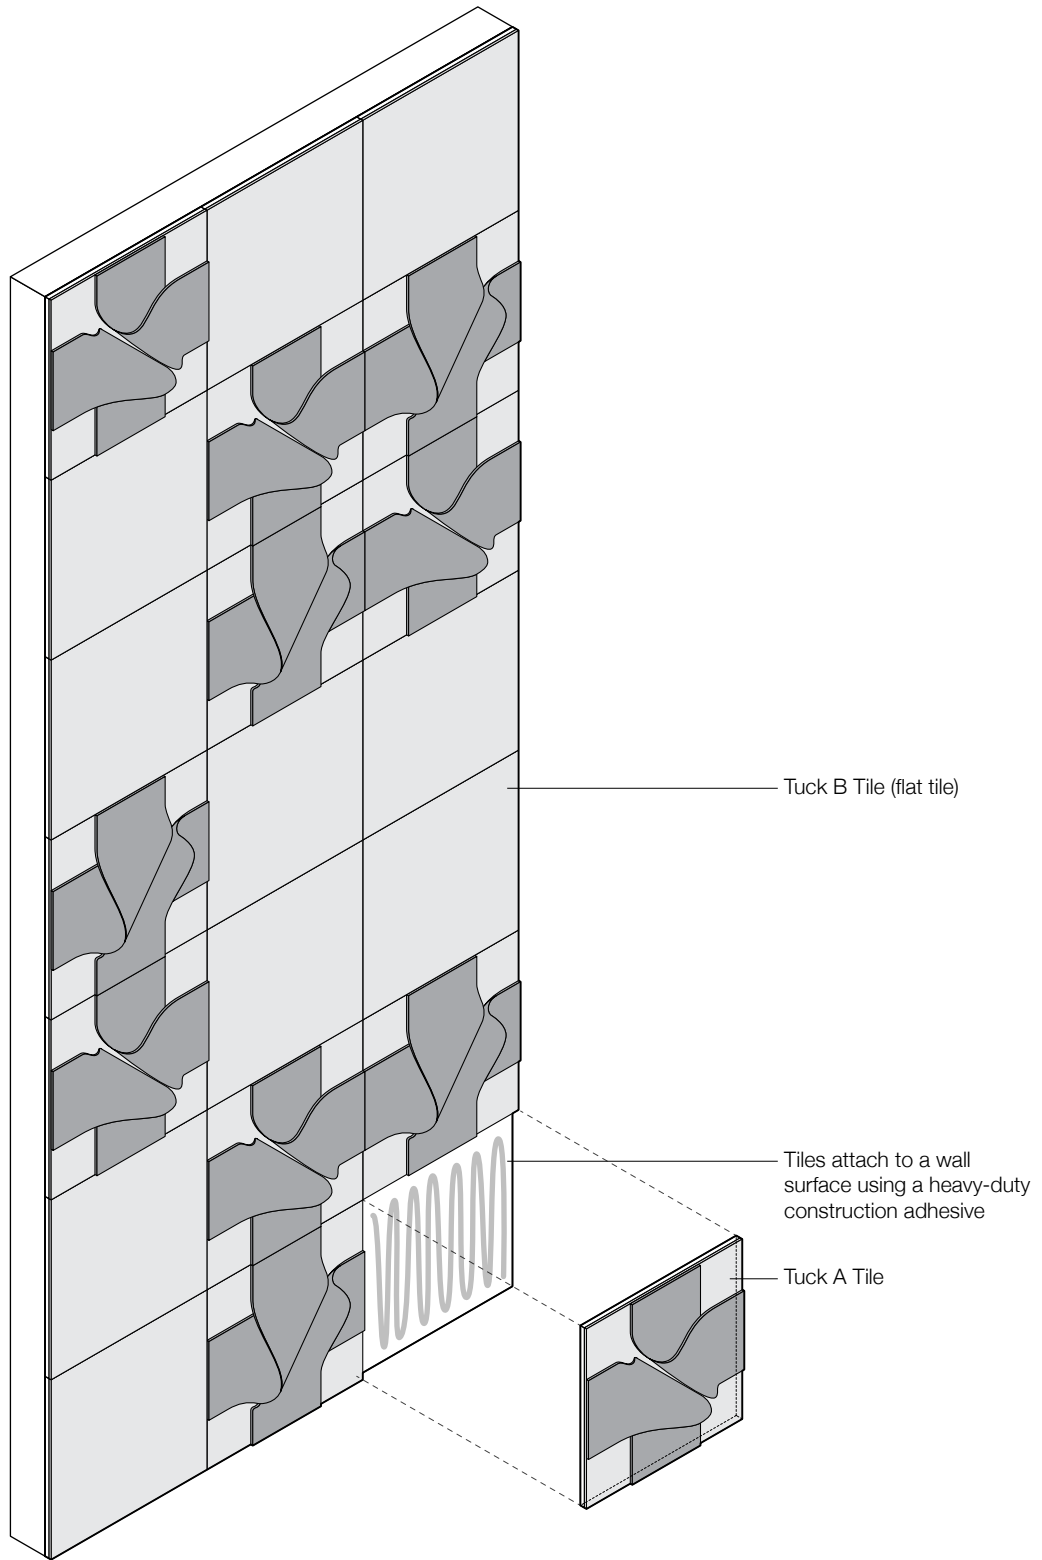 Tuck B Tile (flat tile)
Tiles attach to a wall
surface using a heavy-duty
construction adhesive
Tuck A Tile